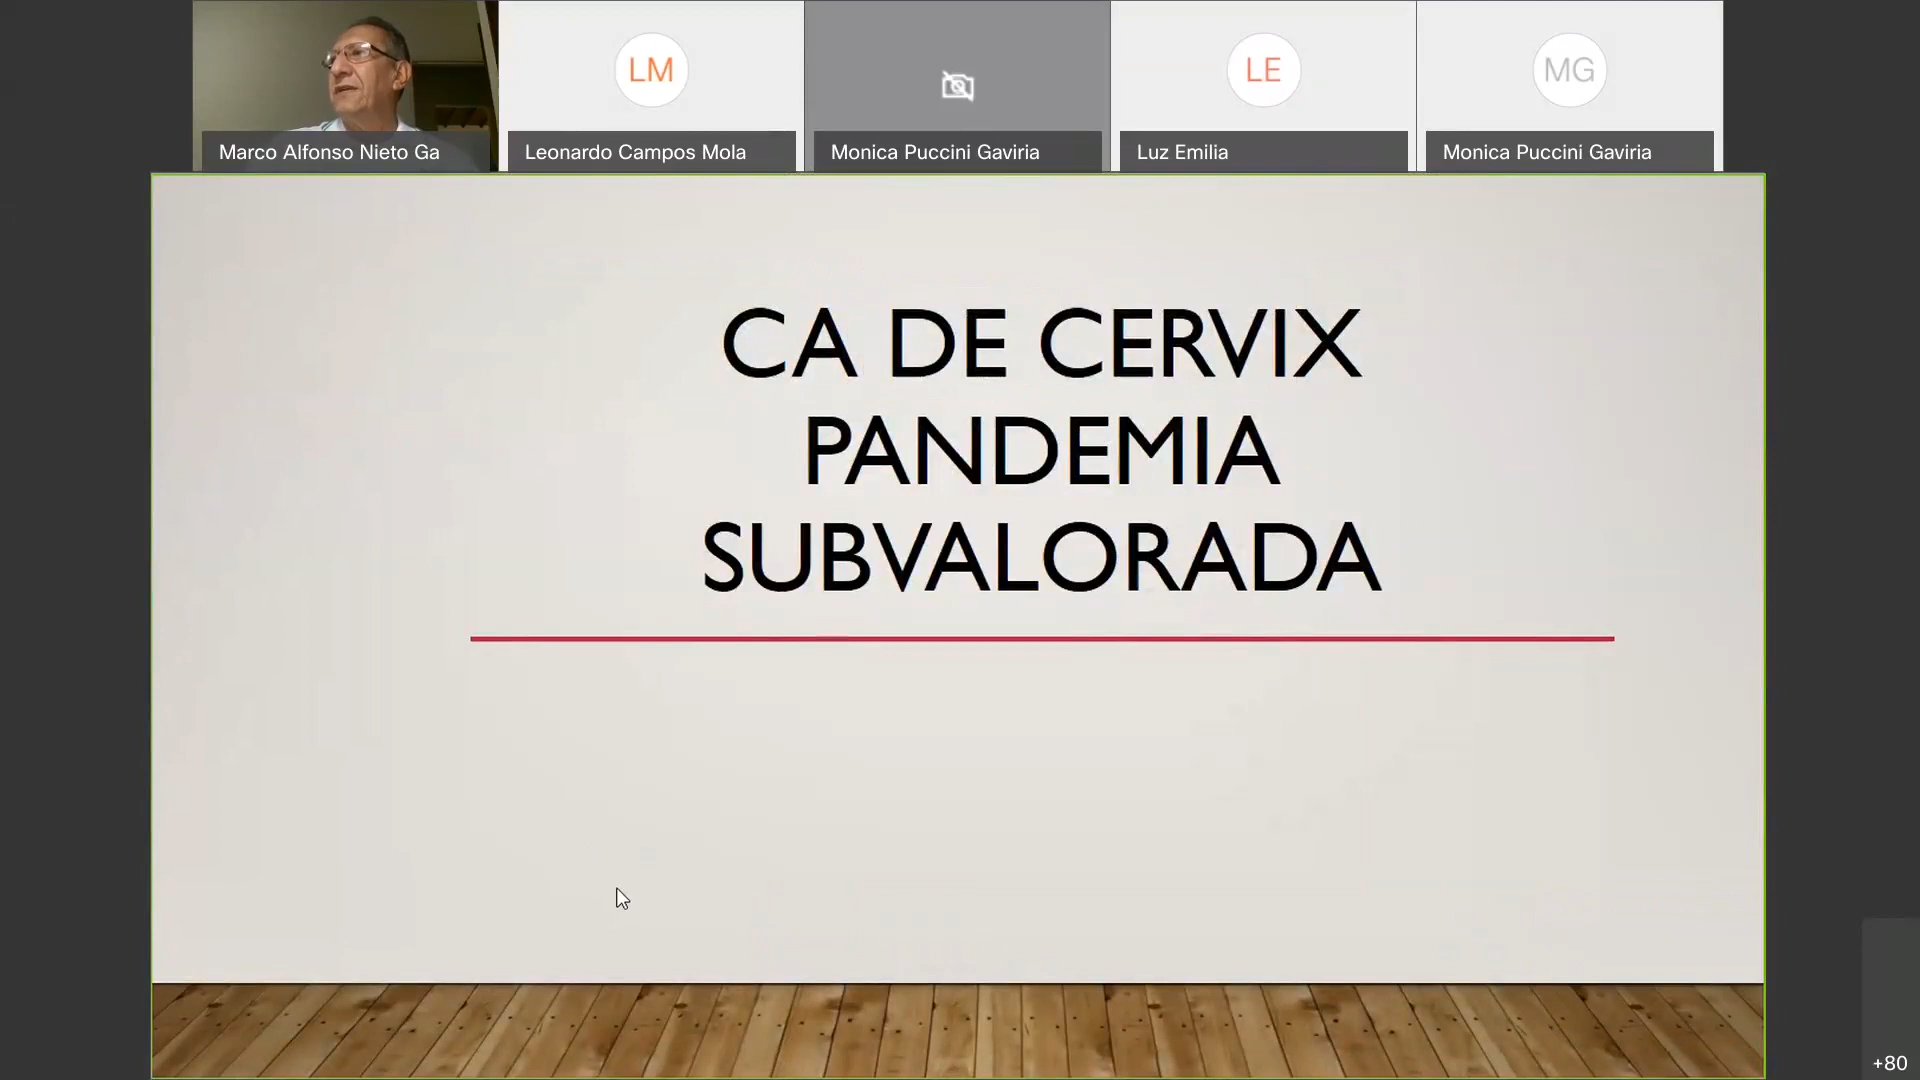 LM
LE
MG
Marco Alfonso Nieto Ga
Leonardo Campos Mola
Monica Puccini Gaviria
Luz Emilia
Monica Puccini Gaviria
CA DE CERVIX
PANDEMIA
SUBVALORADA
+80